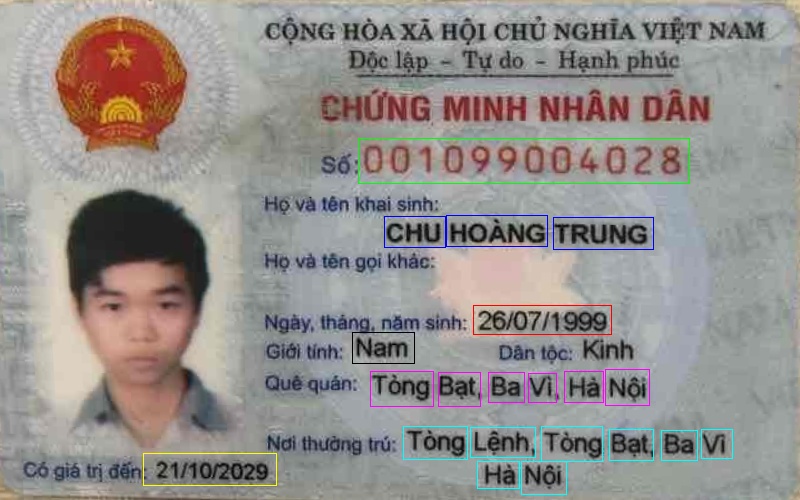 CỘNG HÒA XÃ HỘI CHỦ NGHĨA VIỆT NAM
Độc lập - Tự do - Hạnh phúc
CHỨNG MINH NHÂN DÂN
Số: 001099004028
Họ và tên khai sinh:
CHU HOÀNG TRUNG
Họ và tên gọi khác:
Ngày, tháng, năm sinh: 26/07/1999
Giới tính: Nam Dân tộc: Kinh
Quê quán: Tòng Bạt, Ba Vì, Hà Nội
Nơi thường trú: Tòng Lệnh, Tòng Bạt, Ba Vì
Hà Nội
Có giá trị đến: 21/10/2029